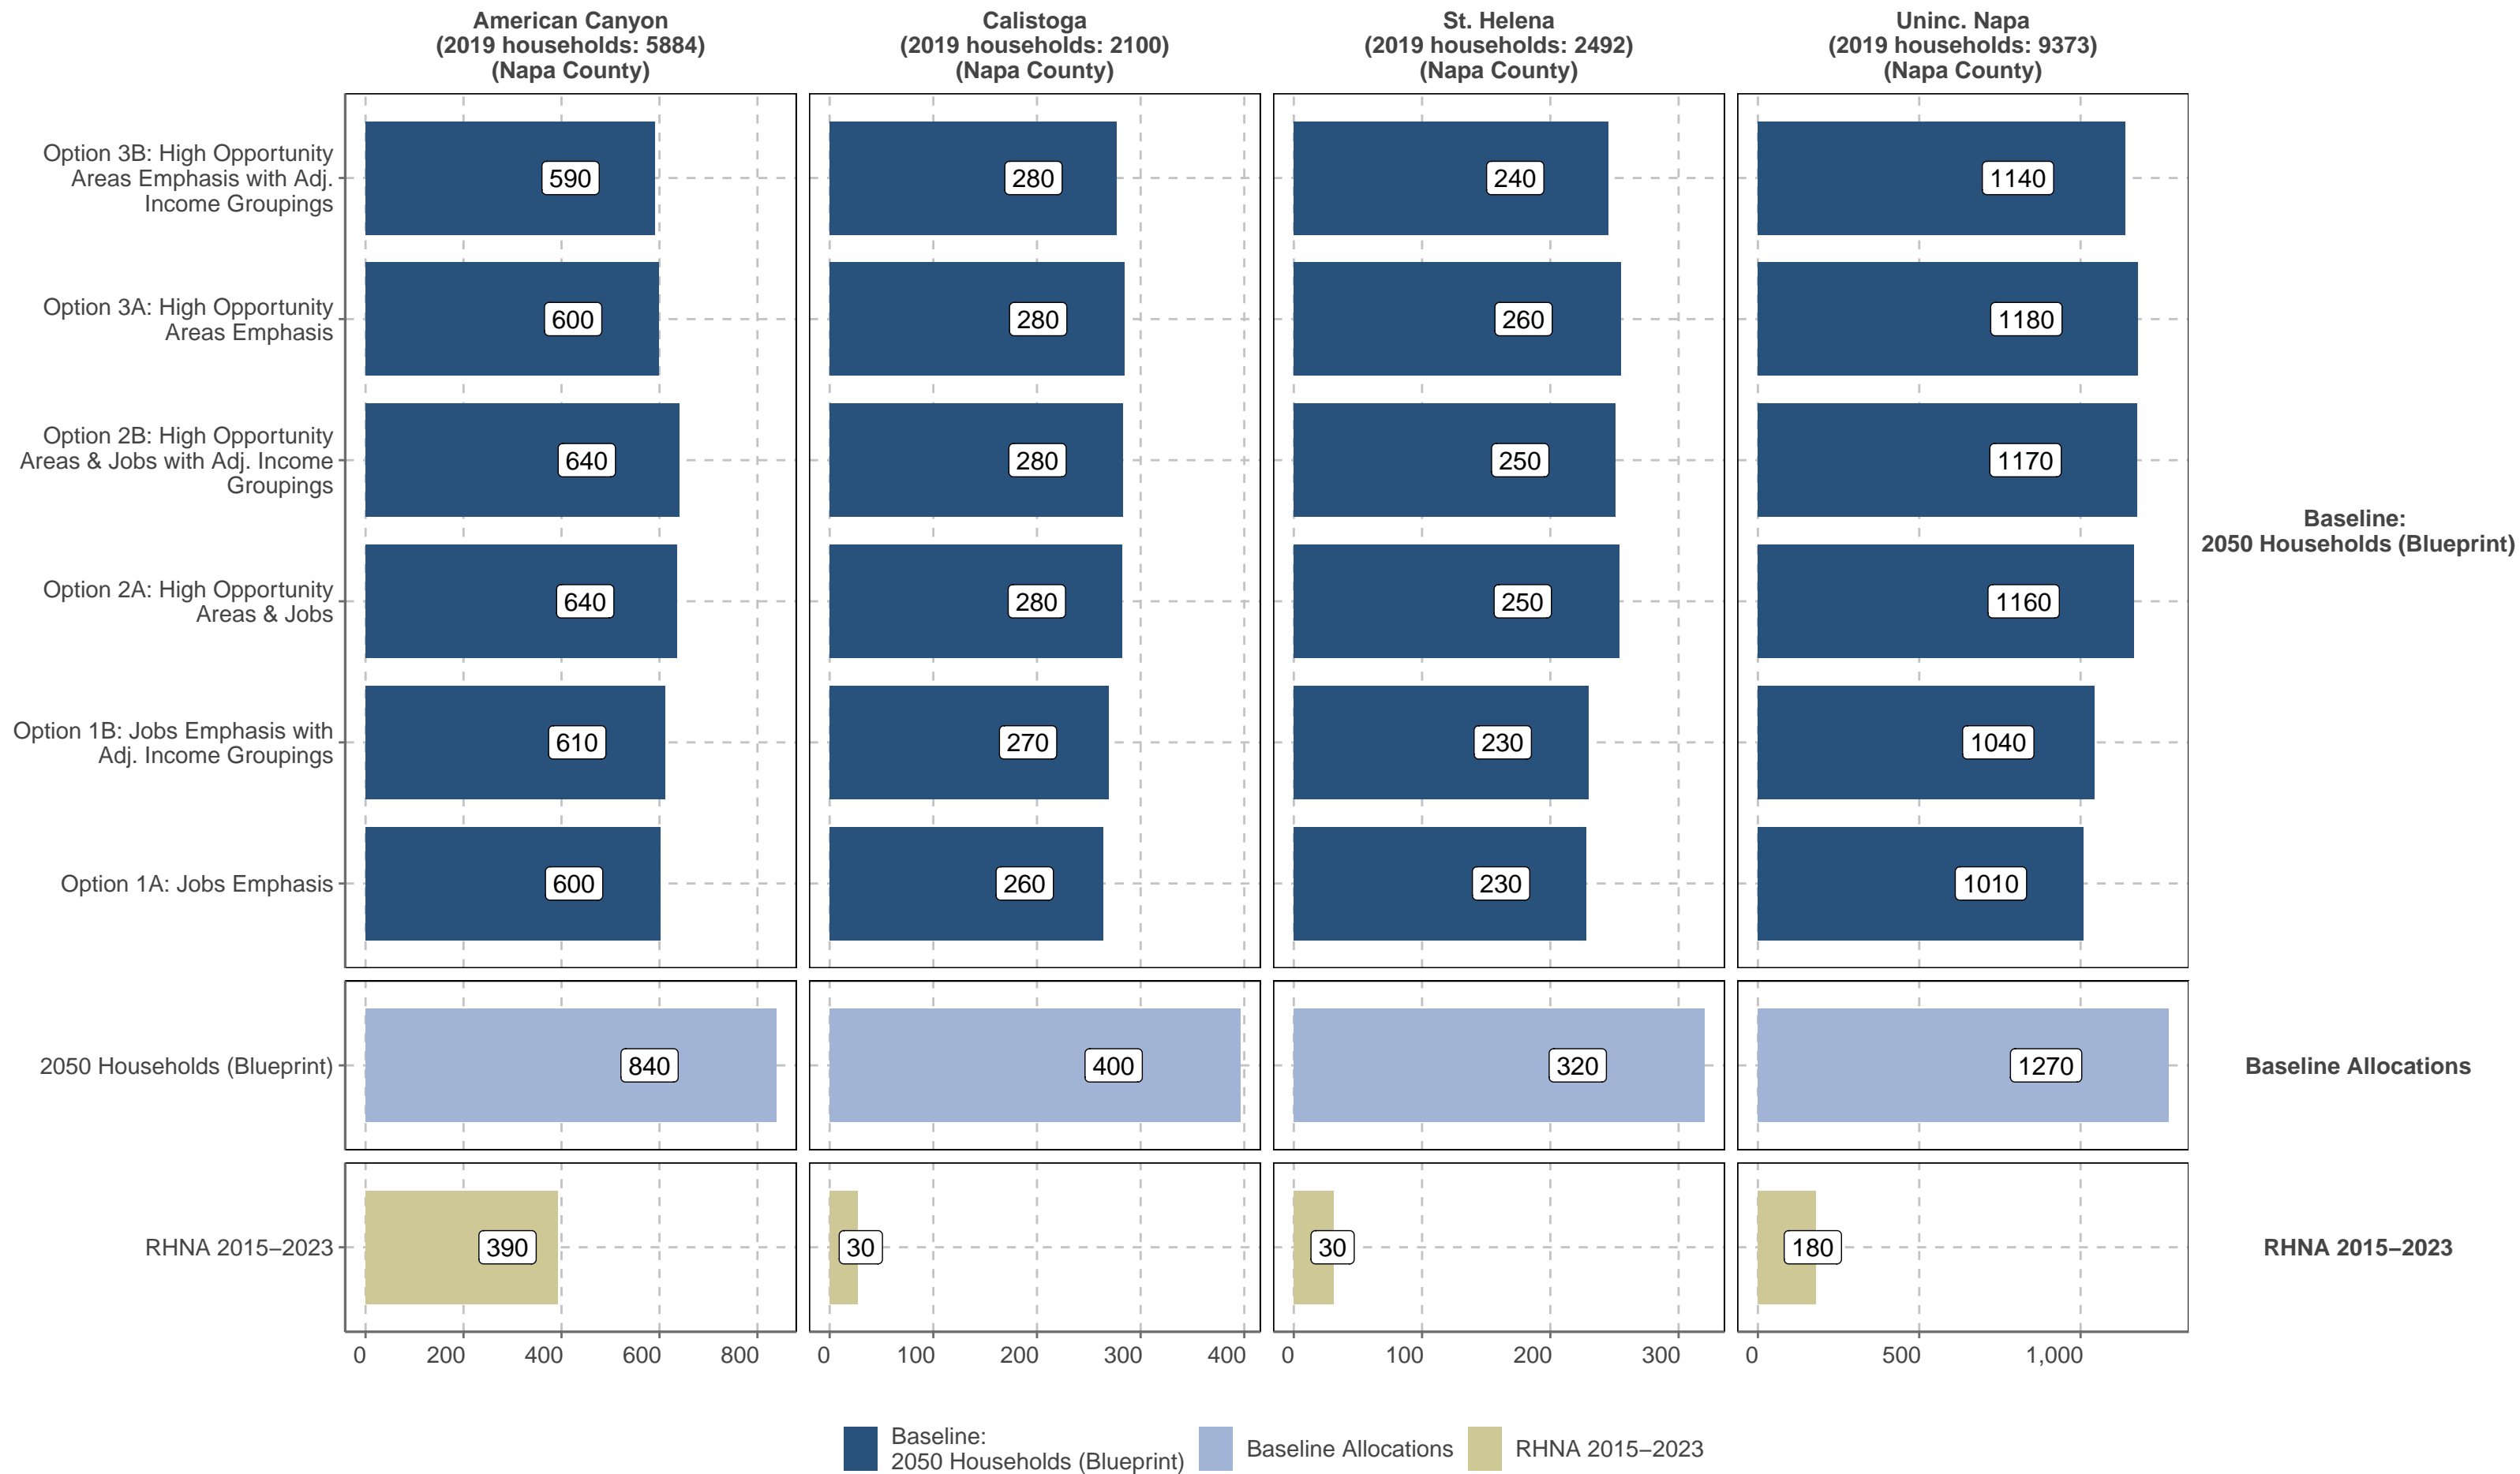 American Canyon
(2019 households: 5884)
(Napa County)
Calistoga
(2019 households: 2100)
(Napa County)
St. Helena
(2019 households: 2492)
(Napa County)
Uninc. Napa
(2019 households: 9373)
(Napa County)
Option 3B: High Opportunity
Areas Emphasis with Adj.
Income Groupings
590
280
240
1140
Option 3A: High Opportunity
Areas Emphasis
600
280
260
1180
Option 2B: High Opportunity
Areas & Jobs with Adj. Income
Groupings
640
280
250
1170
Baseline:
2050 Households (Blueprint)
Option 2A: High Opportunity
Areas & Jobs
640
280
250
1160
Option 1B: Jobs Emphasis with
Adj. Income Groupings
610
270
230
1040
Option 1A: Jobs Emphasis
600
260
230
1010
2050 Households (Blueprint)
840
400
320
1270
Baseline Allocations
RHNA 2015−2023
390
30
30
180
RHNA 2015−2023
0 200 400 600 800
0 100 200 300 400
0 100 200 300
0 500 1,000
Baseline:
2050 Households (Blueprint)
Baseline Allocations
RHNA 2015−2023